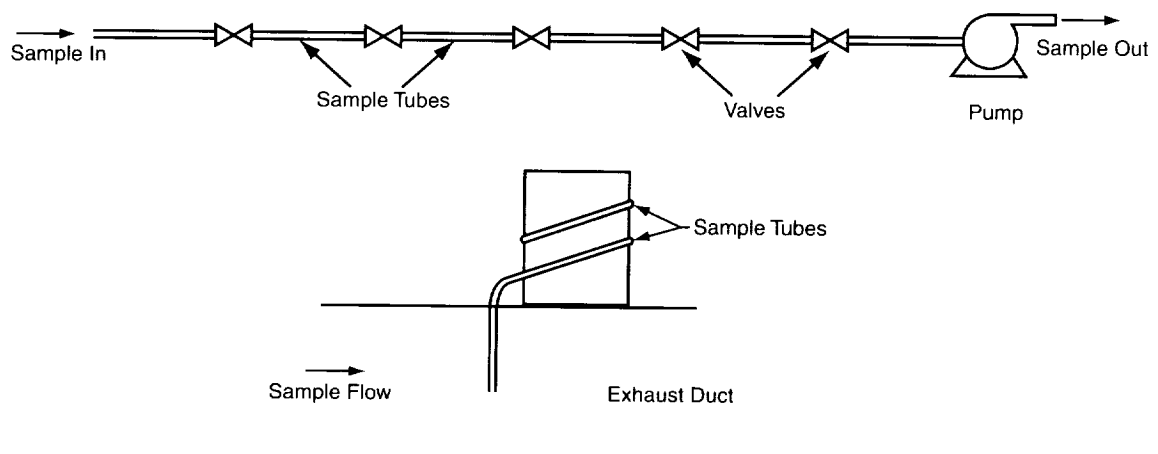 Sample In
Sample Tubes
Valves
Sample Out
Pump
Sample Tubes
Sample Flow
Exhaust Duct